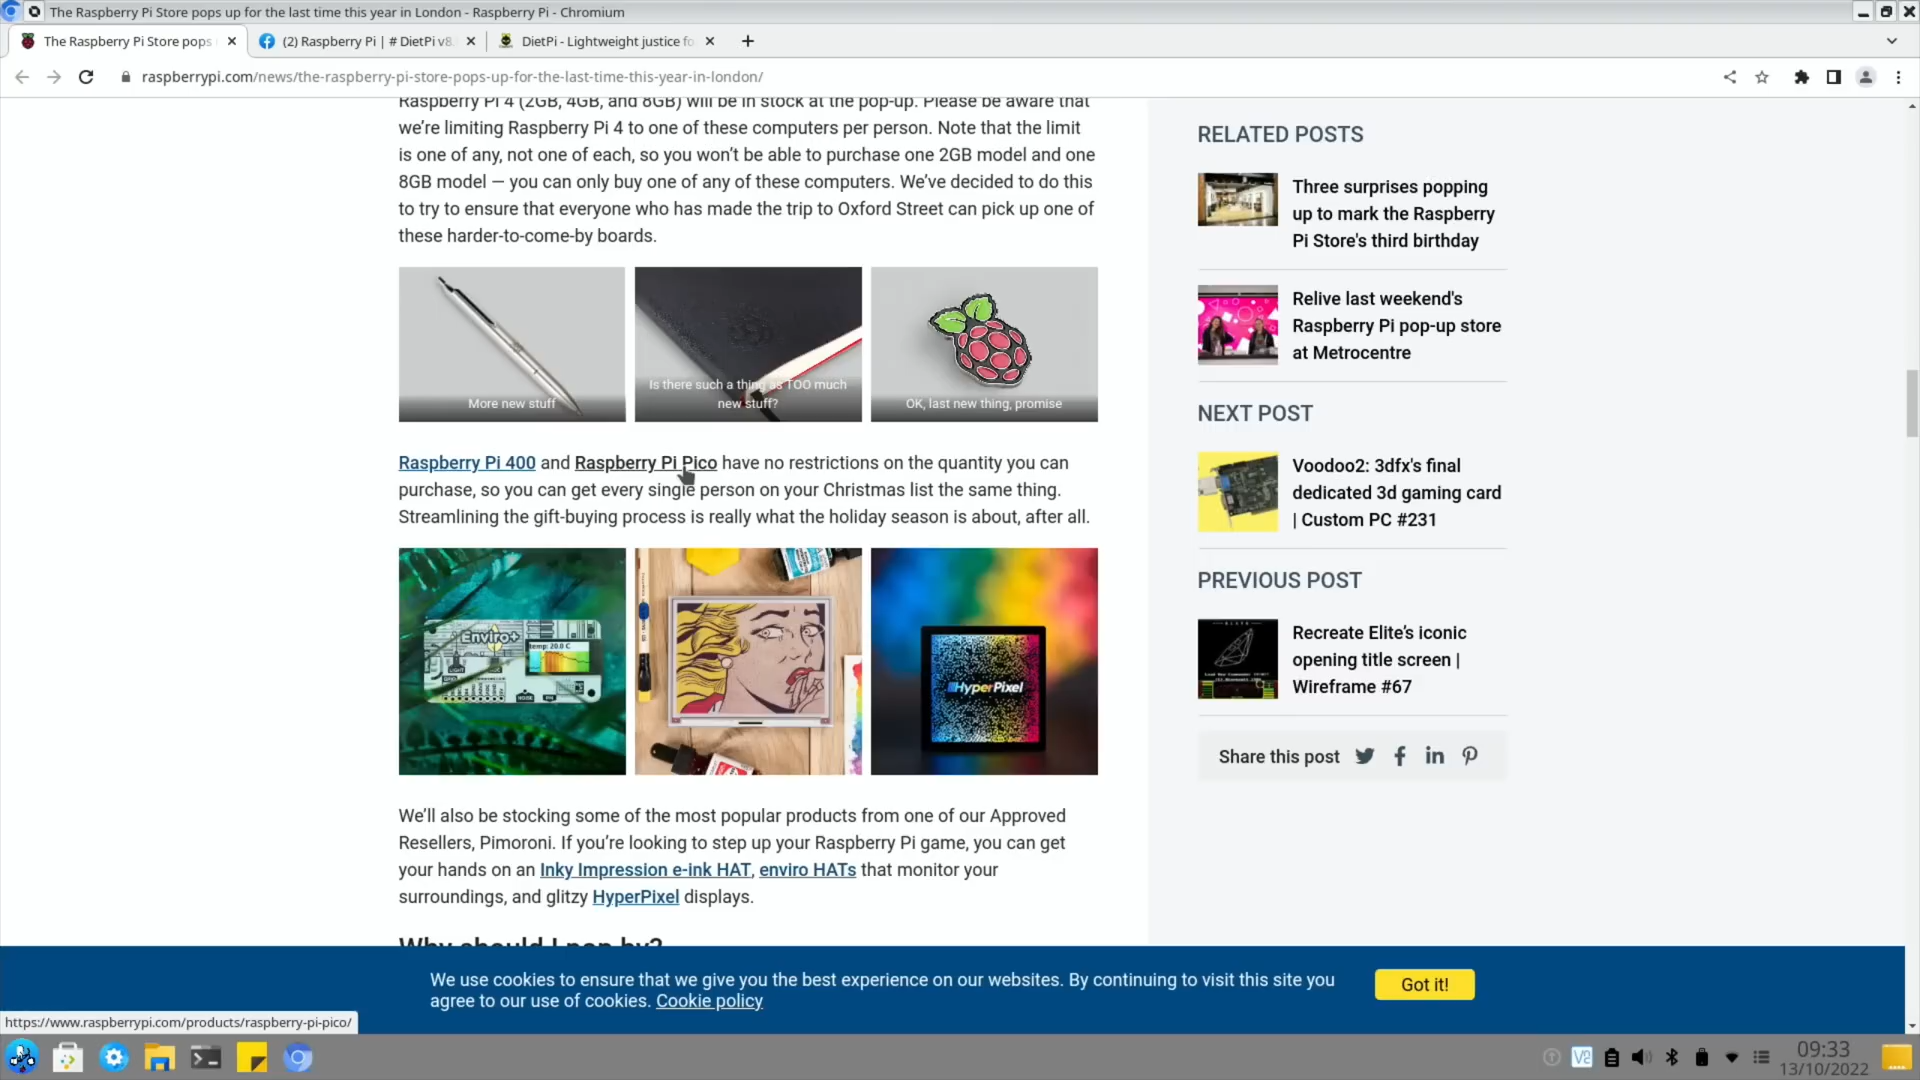 The Raspberry Pi Store pops up for the last time this year in London - Raspberry Pi - Chromium
The Raspberry Pi Store pops
(2) Raspberry Pi | # DietPi v8.
DietPi - Lightweight justice fo
raspberrypi.com/news/the-raspberry-pi-store-pops-up-for-the-last-time-this-year-in-london/
Raspberry Pi 4 (2GB, 4GB, and 8GB) will be in stock at the pop-up. Please be aware that
we’re limiting Raspberry Pi 4 to one of these computers per person. Note that the limit
is one of any, not one of each, so you won’t be able to purchase one 2GB model and one
8GB model — you can only buy one of any of these computers. We’ve decided to do this
to try to ensure that everyone who has made the trip to Oxford Street can pick up one of
these harder-to-come-by boards.
More new stuff
Is there such a thing as TOO much
new stuff?
OK, last new thing, promise
Raspberry Pi 400 and Raspberry Pi Pico have no restrictions on the quantity you can
purchase, so you can get every single person on your Christmas list the same thing.
Streamlining the gift-buying process is really what the holiday season is about, after all.
Enviro+
temp: 20.0 C
HyperPixel
We’ll also be stocking some of the most popular products from one of our Approved
Resellers, Pimoroni. If you’re looking to step up your Raspberry Pi game, you can get
your hands on an Inky Impression e-ink HAT, enviro HATs that monitor your
surroundings, and glitzy HyperPixel displays.
Why should I pop by?
RELATED POSTS
Three surprises popping
up to mark the Raspberry
Pi Store's third birthday
Relive last weekend's
Raspberry Pi pop-up store
at Metrocentre
NEXT POST
Voodoo2: 3dfx's final
dedicated 3d gaming card
| Custom PC #231
PREVIOUS POST
Recreate Elite’s iconic
opening title screen |
Wireframe #67
Share this post
We use cookies to ensure that we give you the best experience on our websites. By continuing to visit this site you
agree to our use of cookies. Cookie policy
Got it!
https://www.raspberrypi.com/products/raspberry-pi-pico/
09:33
13/10/2022